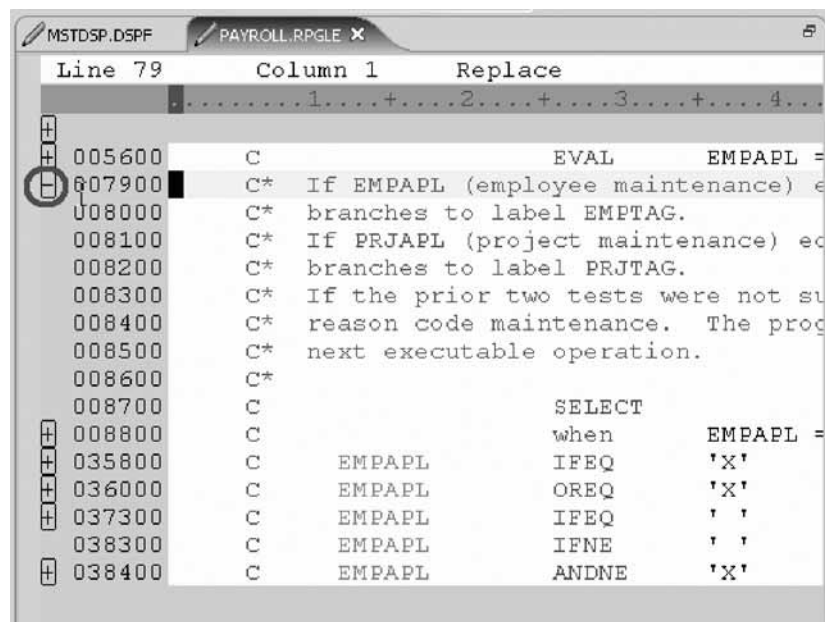 MSTDSP.DSPF PAYROLL.RPGLE
Line 79 Column 1 Replace
.........1....+....2....+....3....+....4...
005600 C EVAL EMPAPL =
007900 C* If EMPAPL (employee maintenance) e
008000 C* branches to label EMPTAG.
008100 C* If PRJAPL (project maintenance) eq
008200 C* branches to label PRJTAG.
008300 C* If the prior two tests were not su
008400 C* reason code maintenance. The prog
008500 C* next executable operation.
008600 C*
008700 C SELECT
008800 C when EMPAPL =
035800 C EMPAPL IFEQ 'X'
036000 C EMPAPL OREQ 'X'
037300 C EMPAPL IFEQ ' '
038300 C EMPAPL IFNE ' '
038400 C EMPAPL ANDNE 'X'